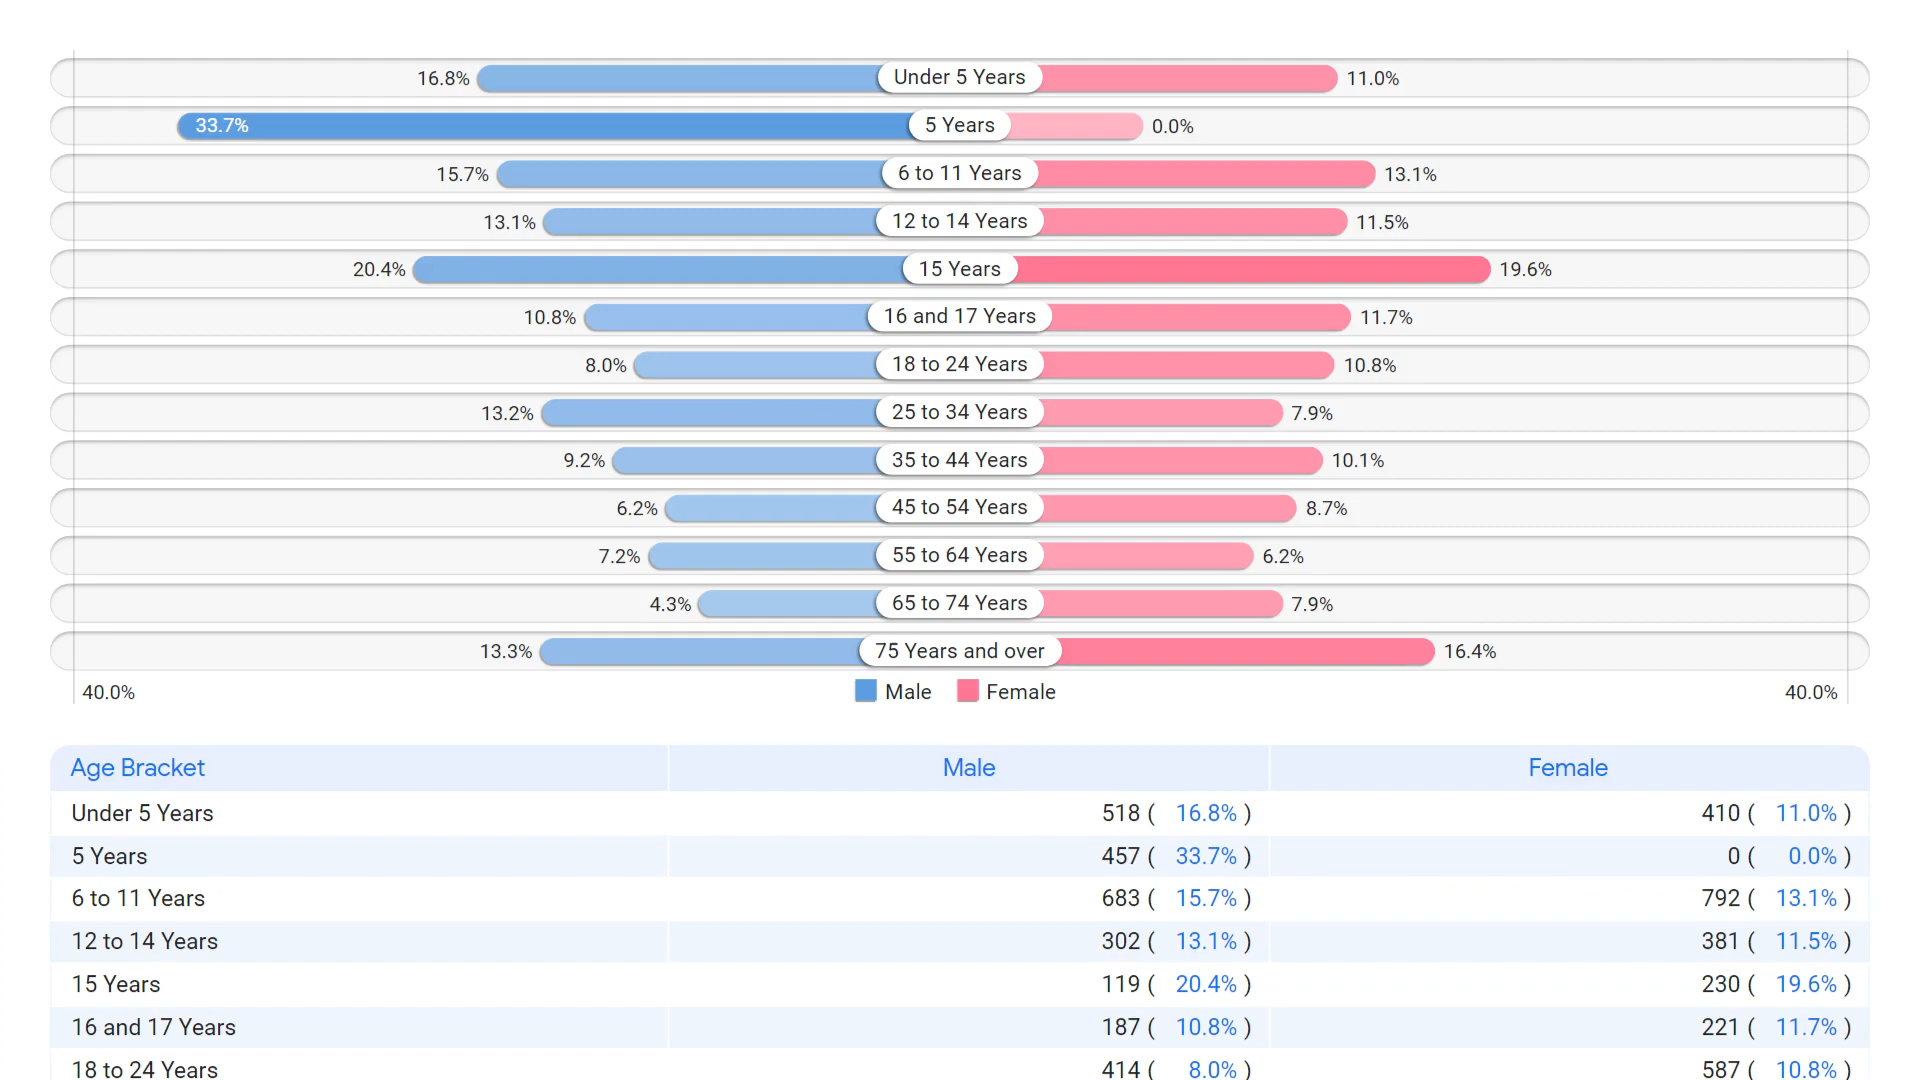 16.8% Under 5 Years 11.0%
33.7% 5 Years 0.0%
15.7% 6 to 11 Years 13.1%
13.1% 12 to 14 Years 11.5%
20.4% 15 Years 19.6%
10.8% 16 and 17 Years 11.7%
8.0% 18 to 24 Years 10.8%
13.2% 25 to 34 Years 7.9%
9.2% 35 to 44 Years 10.1%
6.2% 45 to 54 Years 8.7%
7.2% 55 to 64 Years 6.2%
4.3% 65 to 74 Years 7.9%
13.3% 75 Years and over 16.4%
40.0% Male Female 40.0%
Age Bracket Male Female
Under 5 Years 518 ( 16.8% ) 410 ( 11.0% )
5 Years 457 ( 33.7% ) 0 ( 0.0% )
6 to 11 Years 683 ( 15.7% ) 792 ( 13.1% )
12 to 14 Years 302 ( 13.1% ) 381 ( 11.5% )
15 Years 119 ( 20.4% ) 230 ( 19.6% )
16 and 17 Years 187 ( 10.8% ) 221 ( 11.7% )
18 to 24 Years 414 ( 8.0% ) 587 ( 10.8% )